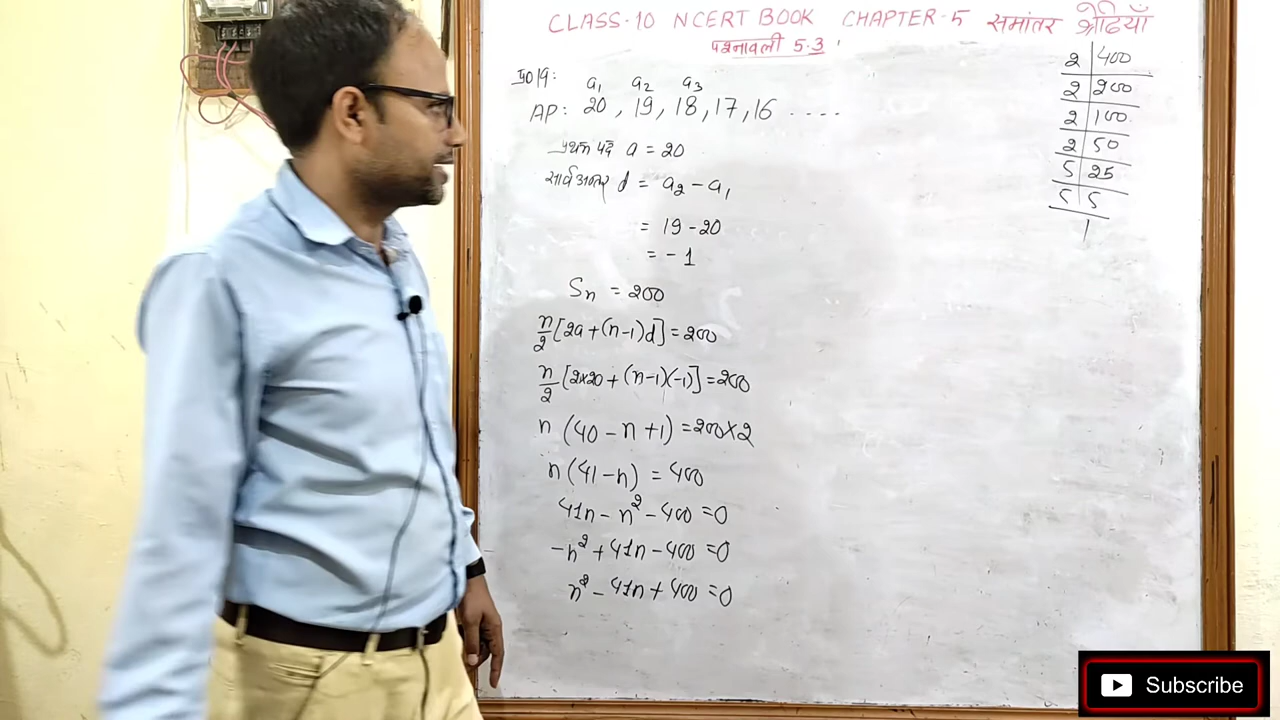 CLASS-10 NCERT BOOK CHAPTER-5 समांतर श्रेढियाँ
प्रश्नावली 5.3
प्र०19:
a₁ a₂ a₃
AP: 20, 19, 18, 17, 16 ....
प्रथम पद a = 20
सार्व अन्तर d = a₂ - a₁
= 19 - 20
= - 1
Sn = 200
n/2 [2a + (n-1)d] = 200
n/2 [2×20 + (n-1)(-1)] = 200
n (40 - n + 1) = 200×2
n (41 - n) = 400
41n - n² - 400 = 0
-n² + 41n - 400 = 0
n² - 41n + 400 = 0
2 | 400
2 | 200
2 | 100
2 | 50
5 | 25
5 | 5
1
Subscribe